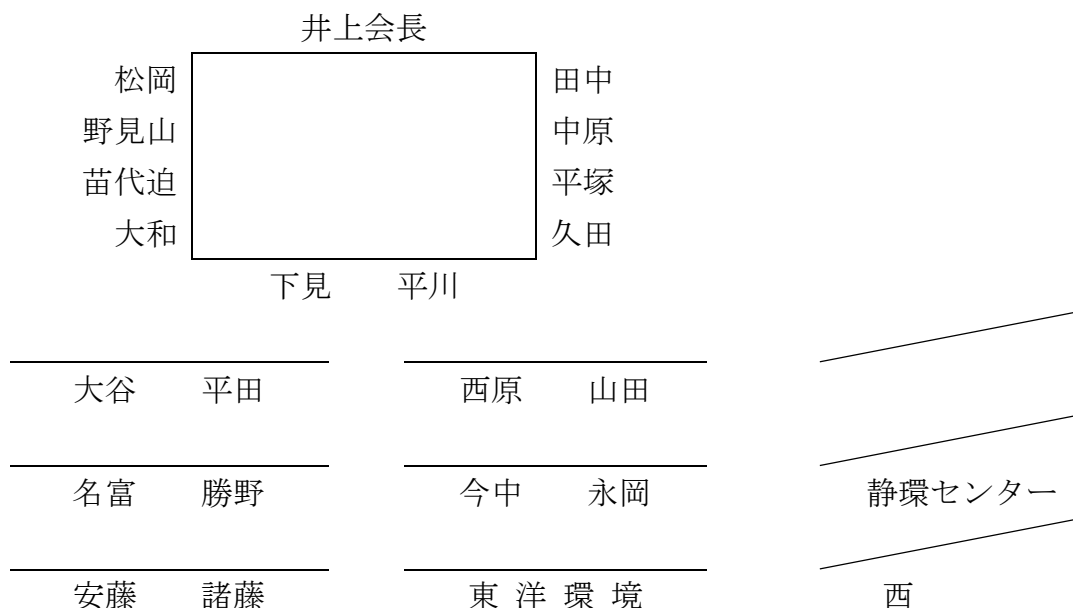 井上会長
松岡 田中
野見山 中原
苗代迫 平塚
大和 久田
下見 平川
大谷 平田 西原 山田
名富 勝野 今中 永岡 静環センター
安藤 諸藤 東洋環境 西